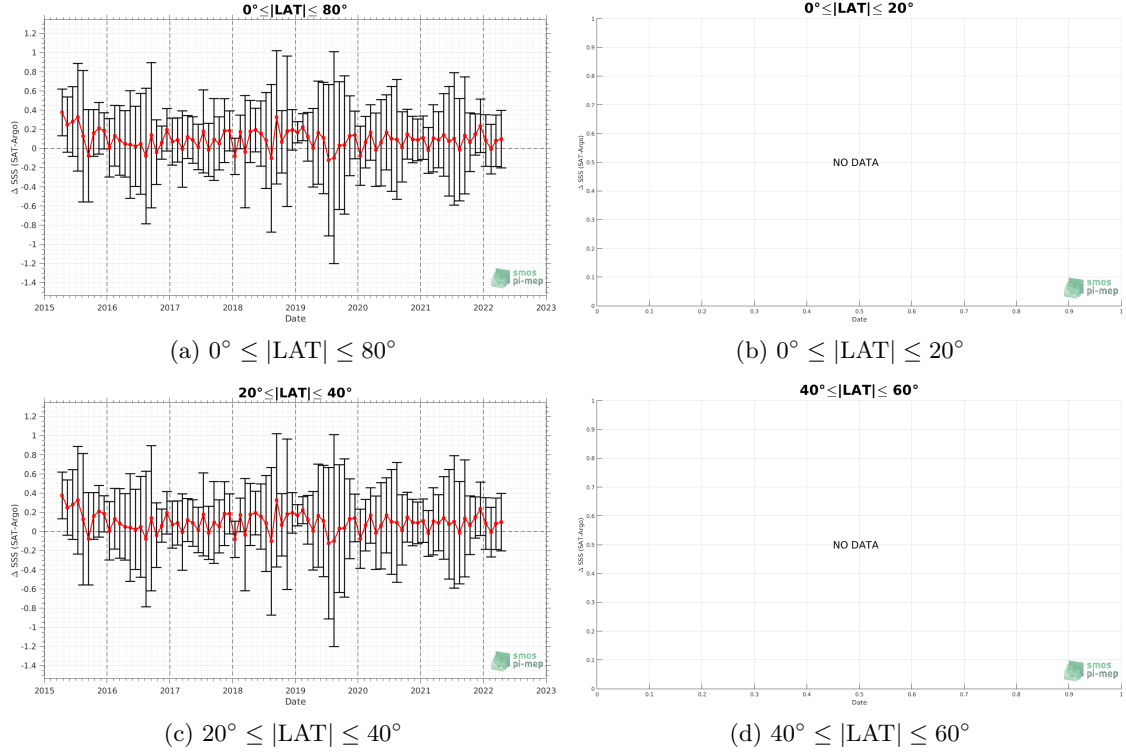 0°≤|LAT|≤ 80°
Δ SSS (SAT-Argo)
1.2
1
0.8
0.6
0.4
0.2
0
-0.2
-0.4
-0.6
-0.8
-1
-1.2
-1.4
2015 2016 2017 2018 2019 2020 2021 2022 2023
Date
smos
pi-mep
(a) 0° ≤ |LAT| ≤ 80°
0°≤|LAT|≤ 20°
Δ SSS (SAT-Argo)
1
0.9
0.8
0.7
0.6
0.5
0.4
0.3
0.2
0.1
0
NO DATA
0 0.1 0.2 0.3 0.4 0.5 0.6 0.7 0.8 0.9 1
Date
smos
pi-mep
(b) 0° ≤ |LAT| ≤ 20°
20°≤|LAT|≤ 40°
Δ SSS (SAT-Argo)
1.2
1
0.8
0.6
0.4
0.2
0
-0.2
-0.4
-0.6
-0.8
-1
-1.2
-1.4
2015 2016 2017 2018 2019 2020 2021 2022 2023
Date
smos
pi-mep
(c) 20° ≤ |LAT| ≤ 40°
40°≤|LAT|≤ 60°
Δ SSS (SAT-Argo)
1
0.9
0.8
0.7
0.6
0.5
0.4
0.3
0.2
0.1
0
NO DATA
0 0.1 0.2 0.3 0.4 0.5 0.6 0.7 0.8 0.9 1
Date
smos
pi-mep
(d) 40° ≤ |LAT| ≤ 60°